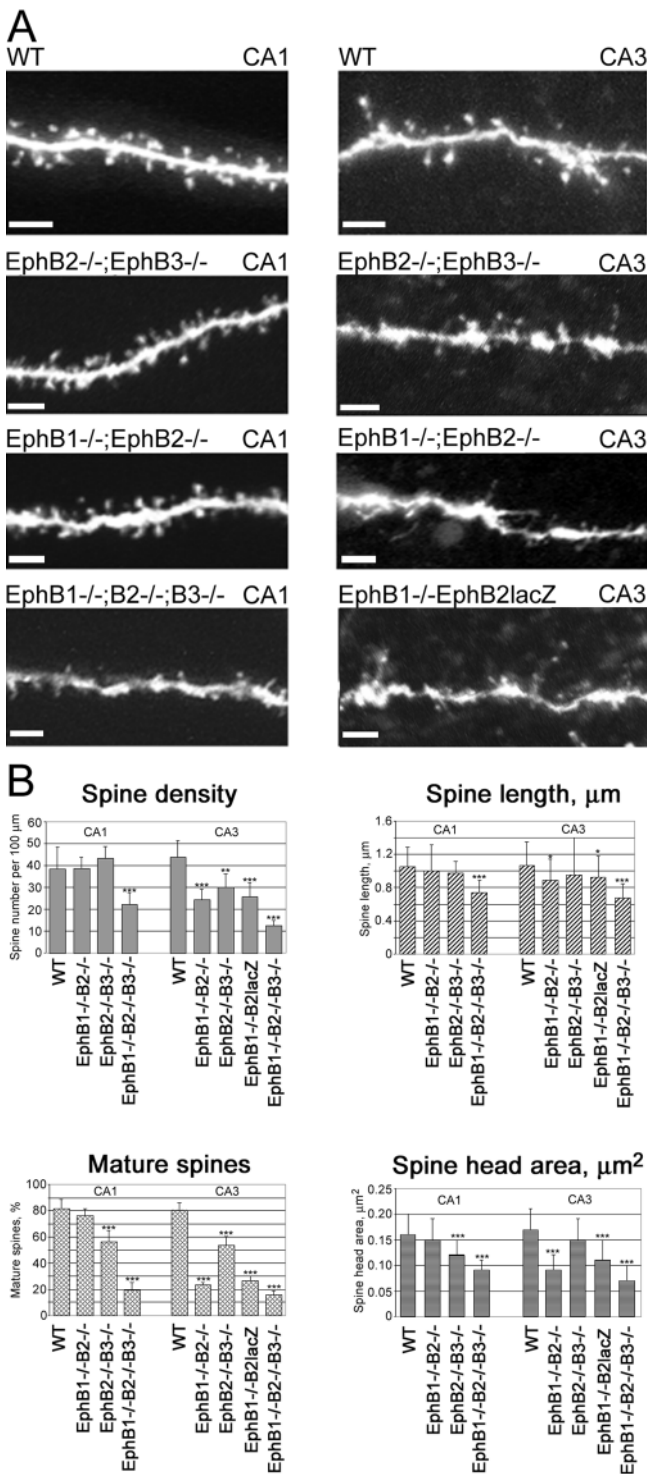 A
WT CA1
WT CA3
EphB2-/-;EphB3-/- CA1
EphB2-/-;EphB3-/- CA3
EphB1-/-;EphB2-/- CA1
EphB1-/-;EphB2-/- CA3
EphB1-/-;B2-/-;B3-/- CA1
EphB1-/-EphB2lacZ CA3
B
Spine density
Spine number per 100 μm
60
50
40
30
20
10
0
CA1
CA3
***
***
**
***
***
WT
EphB1-/-B2-/-
EphB2-/-B3-/-
EphB1-/-B2-/-B3-/-
WT
EphB1-/-B2-/-
EphB2-/-B3-/-
EphB1-/-B2lacZ
EphB1-/-B2-/-B3-/-
Spine length, μm
Spine length, μm
1.6
1.2
0.8
0.4
0
CA1
CA3
***
*
*
***
WT
EphB1-/-B2-/-
EphB2-/-B3-/-
EphB1-/-B2-/-B3-/-
WT
EphB1-/-B2-/-
EphB2-/-B3-/-
EphB1-/-B2lacZ
EphB1-/-B2-/-B3-/-
Mature spines
Mature spines, %
100
80
60
40
20
0
CA1
CA3
***
***
***
***
***
***
WT
EphB1-/-B2-/-
EphB2-/-B3-/-
EphB1-/-B2-/-B3-/-
WT
EphB1-/-B2-/-
EphB2-/-B3-/-
EphB1-/-B2lacZ
EphB1-/-B2-/-B3-/-
Spine head area, μm²
Spine head area, μm²
0.25
0.20
0.15
0.10
0.05
0
CA1
CA3
***
***
***
***
***
WT
EphB1-/-B2-/-
EphB2-/-B3-/-
EphB1-/-B2-/-B3-/-
WT
EphB1-/-B2-/-
EphB2-/-B3-/-
EphB1-/-B2lacZ
EphB1-/-B2-/-B3-/-